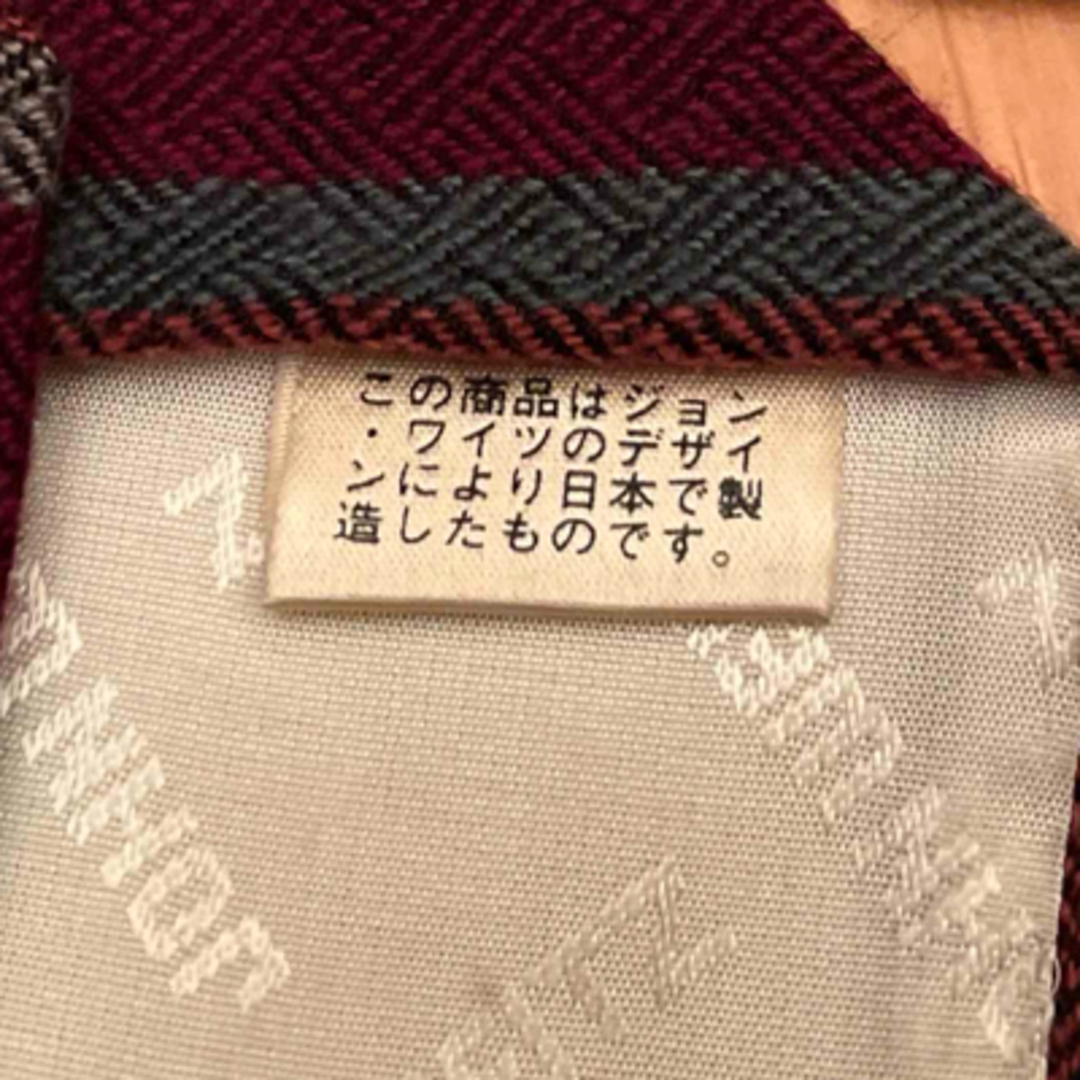 この商品はジョン
・ワイツのデザイ
ンにより日本で製
造したものです。